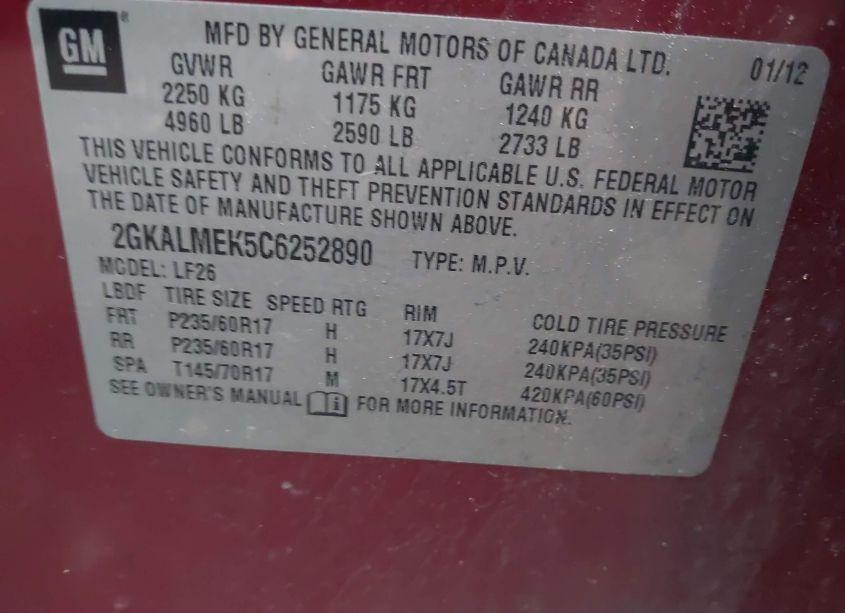 GM
MFD BY GENERAL MOTORS OF CANADA LTD.
01/12
GVWR GAWR FRT GAWR RR
2250 KG 1175 KG 1240 KG
4960 LB 2590 LB 2733 LB
THIS VEHICLE CONFORMS TO ALL APPLICABLE U.S. FEDERAL MOTOR
VEHICLE SAFETY AND THEFT PREVENTION STANDARDS IN EFFECT ON
THE DATE OF MANUFACTURE SHOWN ABOVE.
2GKALMEK5C6252890 TYPE: M.P.V.
MODEL: LF26
LBDF TIRE SIZE SPEED RTG RIM COLD TIRE PRESSURE
FRT P235/60R17 H 17X7J 240KPA(35PSI)
RR P235/60R17 H 17X7J 240KPA(35PSI)
SPA T145/70R17 M 17X4.5T 420KPA(60PSI)
SEE OWNER'S MANUAL i FOR MORE INFORMATION.